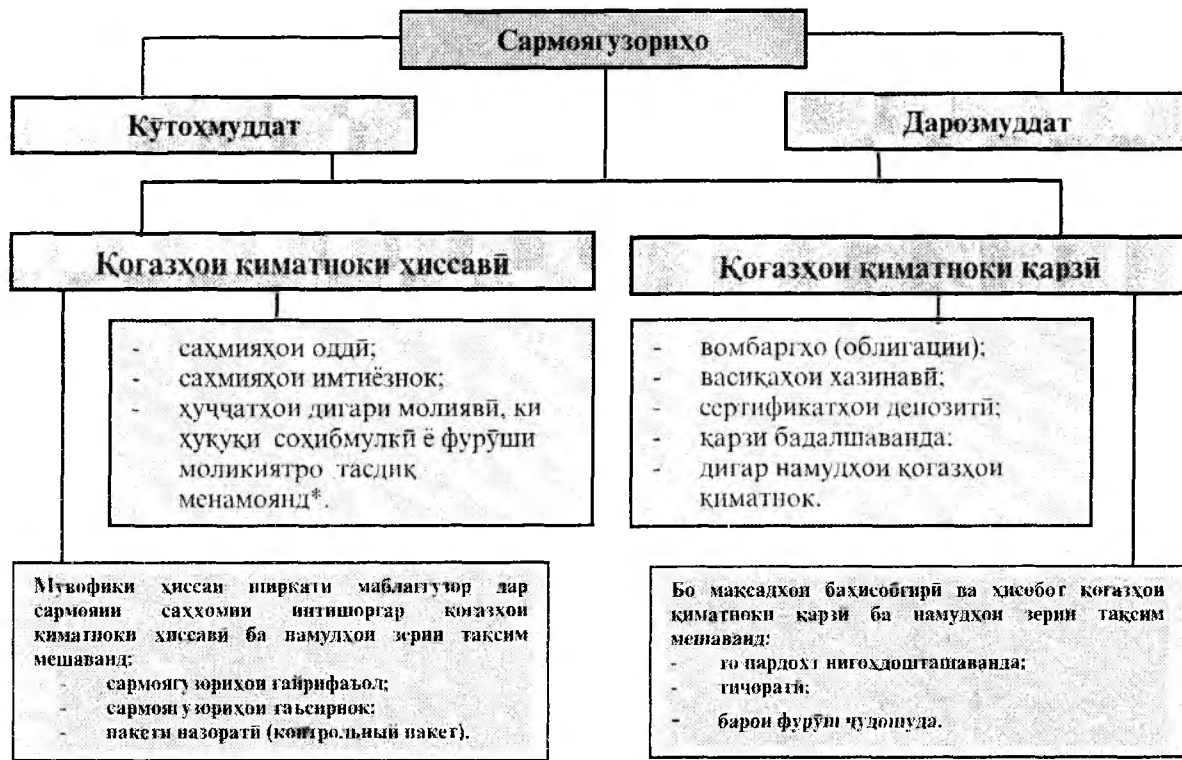 Сармоягузориҳо
Кӯтоҳмуддат
Дарозмуддат
Қоғазҳои қиматноки ҳиссавӣ
Қоғазҳои қиматноки қарзӣ
- саҳмияҳои оддӣ;
- саҳмияҳои имтиёзнок;
- ҳуҷҷатҳои дигари молиявӣ, ки
ҳуқуқи соҳибмулкӣ ё фурӯши
моликиятро тасдиқ
менамоянд*.
- вомбаргҳо (облигации);
- васиқаҳои хазинавӣ;
- сертификатҳои депозитӣ;
- қарзи бадалшаванда;
- дигар намудҳои коғазҳои
қиматнок.
Мувофиқи ҳиссаи ширкати маблағгузор дар
сармояи саҳҳомии интишоргар коғазҳои
қиматноки ҳиссавӣ ба намудҳои зерин тақсим
мешаванд:
- сармоягузориҳои ғайрифаъол;
- сармоягузориҳои таъсирнок;
- пакети назоратӣ (контрольный пакет).
Бо мақсадҳои баҳисобгирӣ ва ҳисобот қоғазҳои
қиматноки қарзӣ ба намудҳои зерин тақсим
мешаванд:
- то пардохт нигоҳдошташаванда;
- тиҷоратӣ;
- барои фурӯш ҷудошуда.